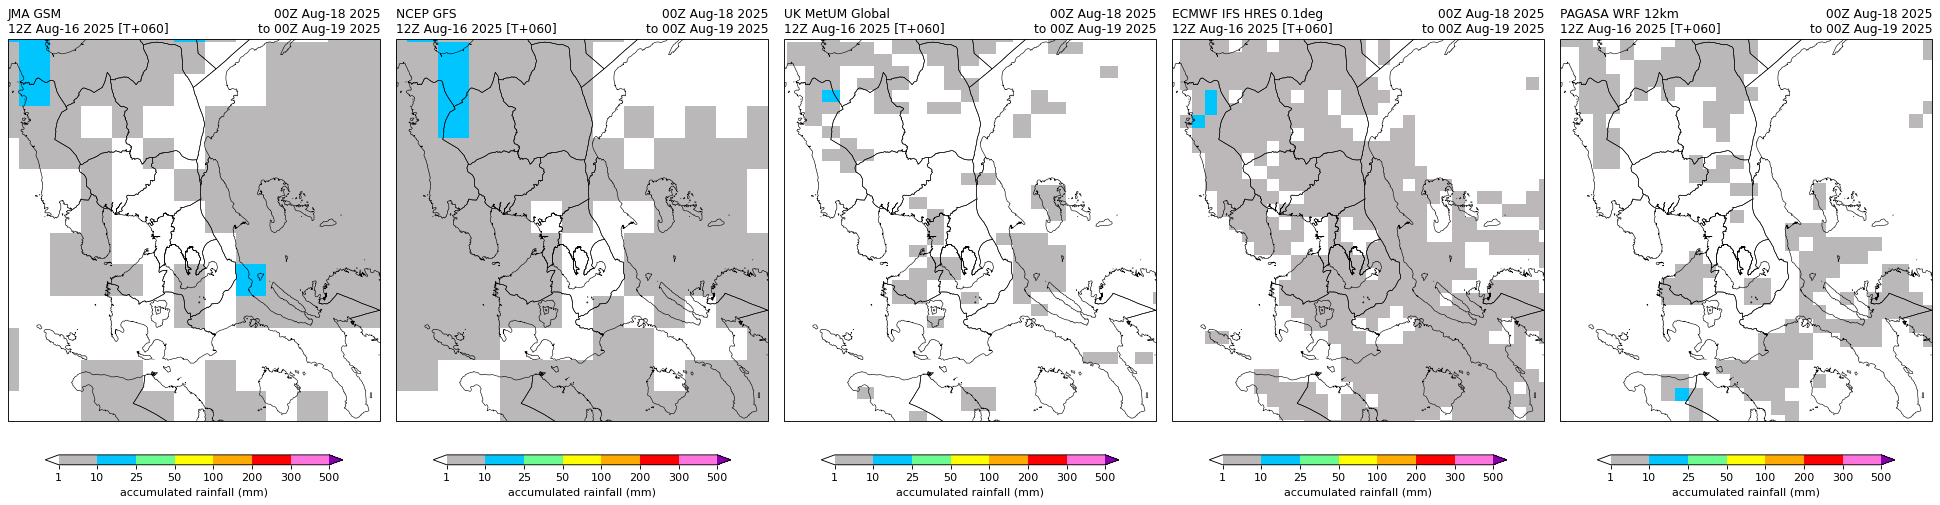 JMA GSM 00Z Aug-18 2025
12Z Aug-16 2025 [T+060] to 00Z Aug-19 2025
NCEP GFS 00Z Aug-18 2025
12Z Aug-16 2025 [T+060] to 00Z Aug-19 2025
UK MetUM Global 00Z Aug-18 2025
12Z Aug-16 2025 [T+060] to 00Z Aug-19 2025
ECMWF IFS HRES 0.1deg 00Z Aug-18 2025
12Z Aug-16 2025 [T+060] to 00Z Aug-19 2025
PAGASA WRF 12km 00Z Aug-18 2025
12Z Aug-16 2025 [T+060] to 00Z Aug-19 2025
1 10 25 50 100 200 300 500
accumulated rainfall (mm)
1 10 25 50 100 200 300 500
accumulated rainfall (mm)
1 10 25 50 100 200 300 500
accumulated rainfall (mm)
1 10 25 50 100 200 300 500
accumulated rainfall (mm)
1 10 25 50 100 200 300 500
accumulated rainfall (mm)